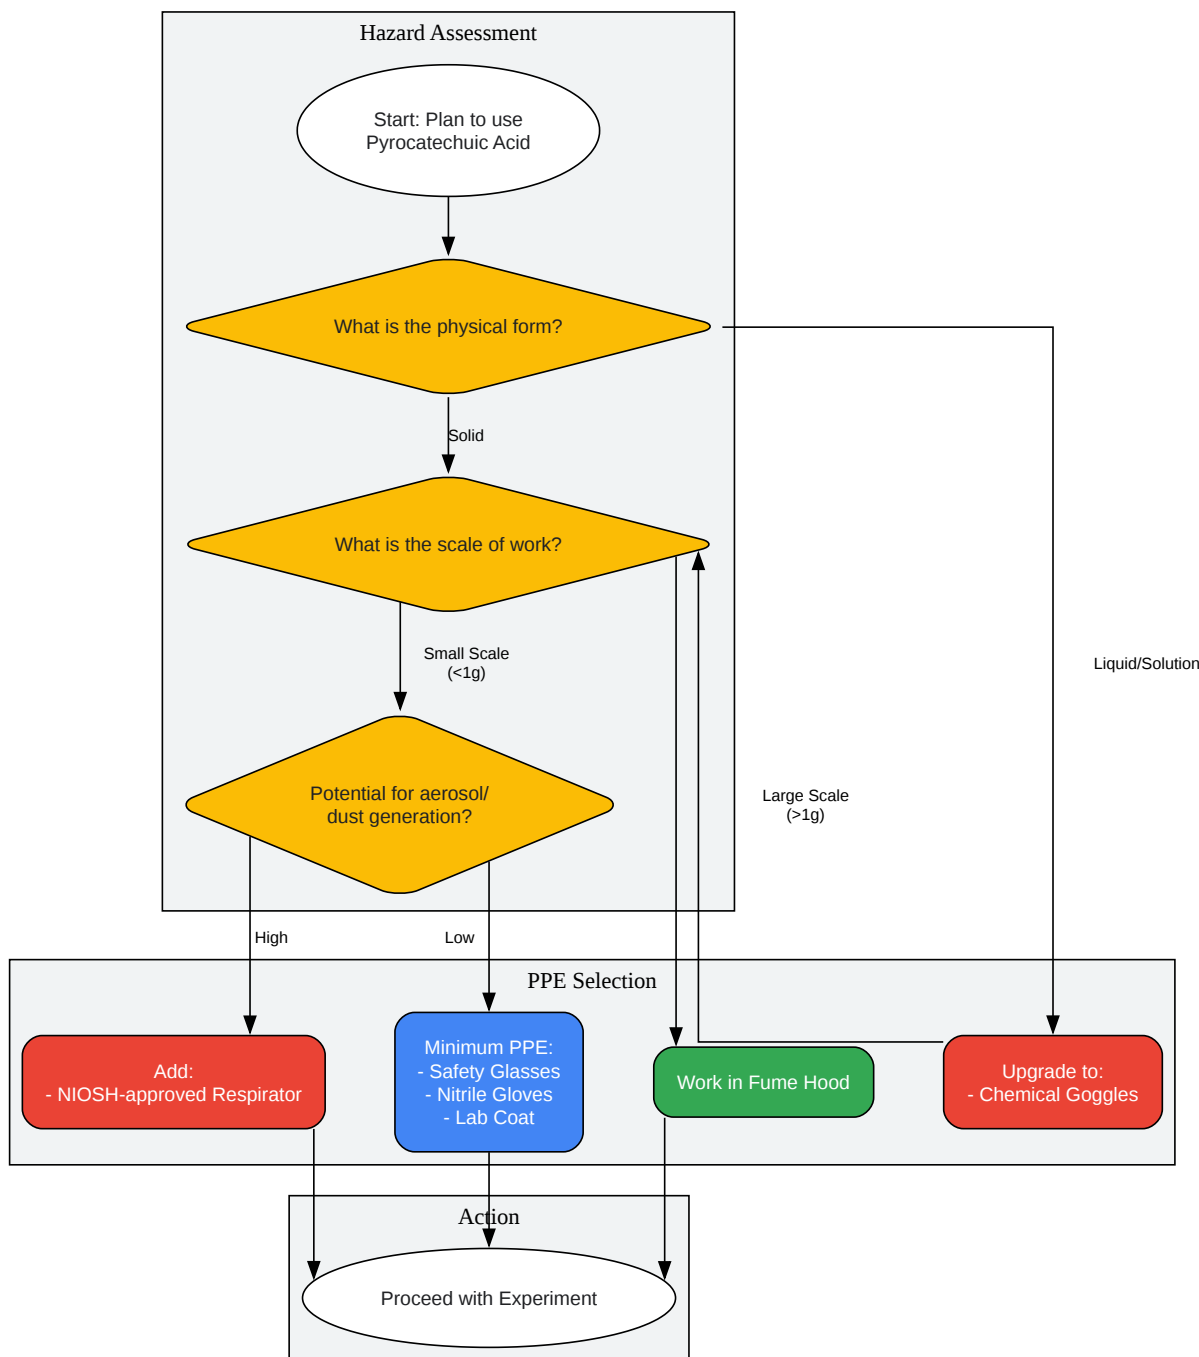 Hazard Assessment
Start: Plan to use
Pyrocatechuic Acid
What is the physical form?
Solid
What is the scale of work?
Small Scale
(<1g)
Liquid/Solution
Potential for aerosol/
dust generation?
Large Scale
(>1g)
High
Low
PPE Selection
Add:
- NIOSH-approved Respirator
Minimum PPE:
- Safety Glasses
- Nitrile Gloves
- Lab Coat
Work in Fume Hood
Upgrade to:
- Chemical Goggles
Action
Proceed with Experiment